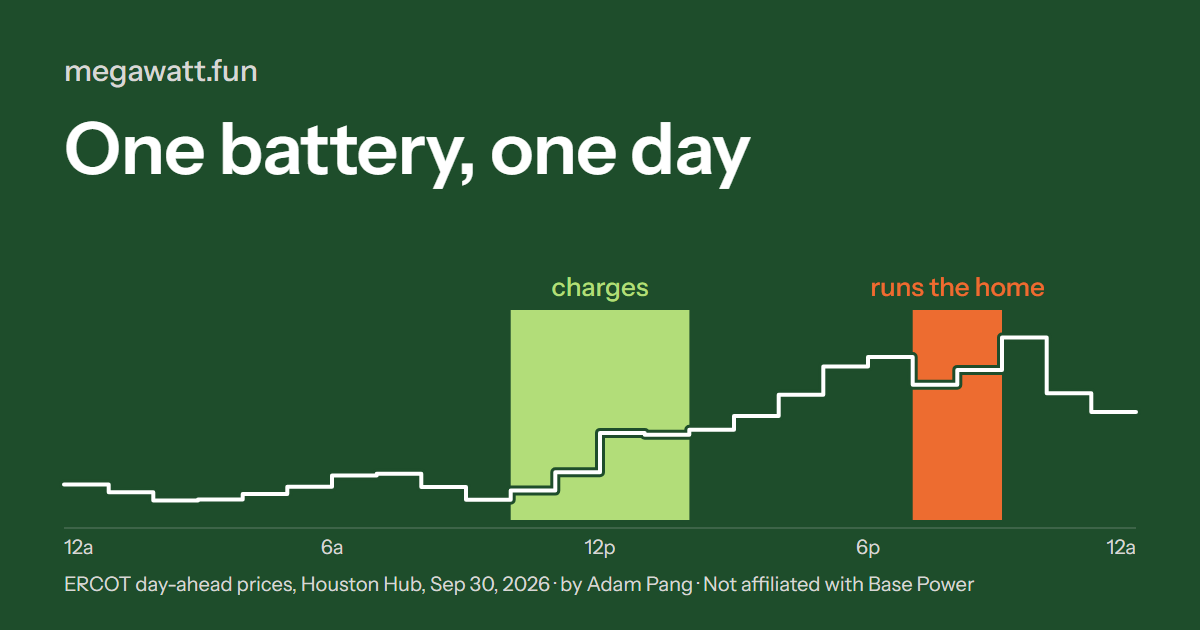 megawatt.fun
One battery, one day
charges
runs the home
12a
6a
12p
6p
12a
ERCOT day-ahead prices, Houston Hub, Sep 30, 2026 · by Adam Pang · Not affiliated with Base Power